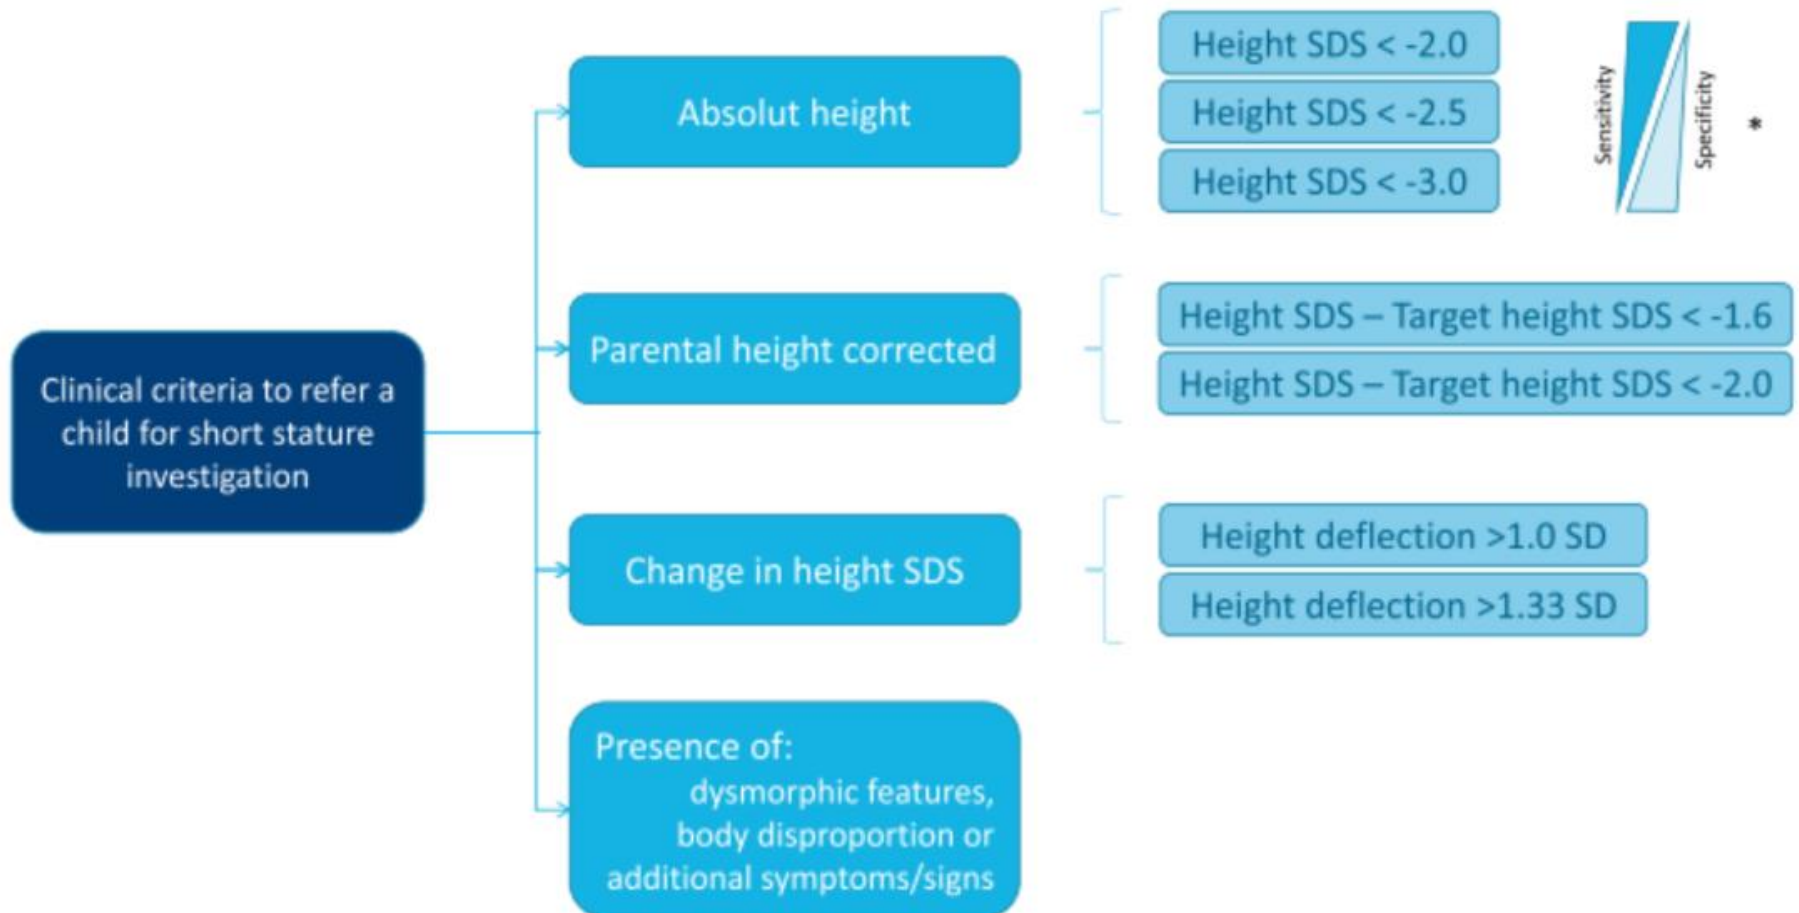 Clinical criteria to refer a
child for short stature
investigation
Absolut height
Height SDS < -2.0
Height SDS < -2.5
Height SDS < -3.0
Sensitivity
Specificity
*
Parental height corrected
Height SDS – Target height SDS < -1.6
Height SDS – Target height SDS < -2.0
Change in height SDS
Height deflection >1.0 SD
Height deflection >1.33 SD
Presence of:
dysmorphic features,
body disproportion or
additional symptoms/signs